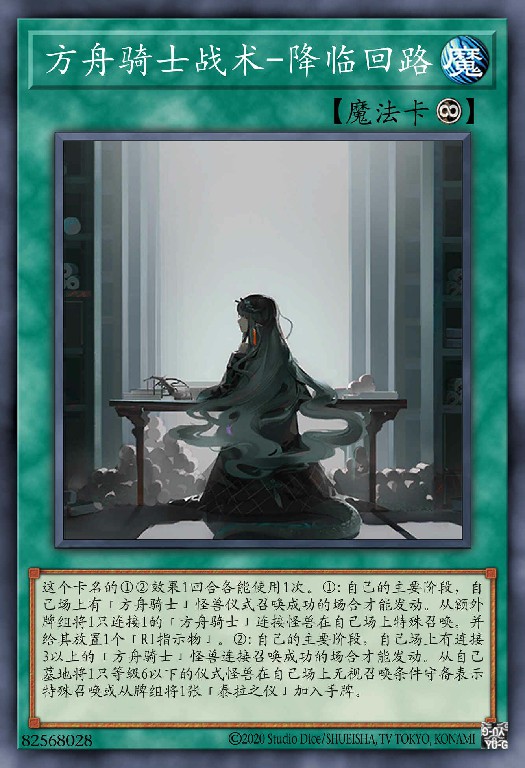 方舟骑士战术-降临回路
魔
【魔法卡】
这个卡名的①②效果1回合各能使用1次。①:自己的主要阶段,自
己场上有「方舟骑士」怪兽仪式召唤成功的场合才能发动。从额外
牌组将1只连接1的「方舟骑士」连接怪兽在自己场上特殊召唤,并
给其放置1个「RI指示物」。②:自己的主要阶段,自己场上有连接
3以上的「方舟骑士」怪兽连接召唤成功的场合才能发动。从自己
墓地将1只等级6以下的仪式怪兽在自己场上无视召唤条件守备表示
特殊召唤或从牌组将1张「泰拉之仪」加入手牌。
82568028
©2020 Studio Dice/SHUEISHA, TV TOKYO, KONAMI